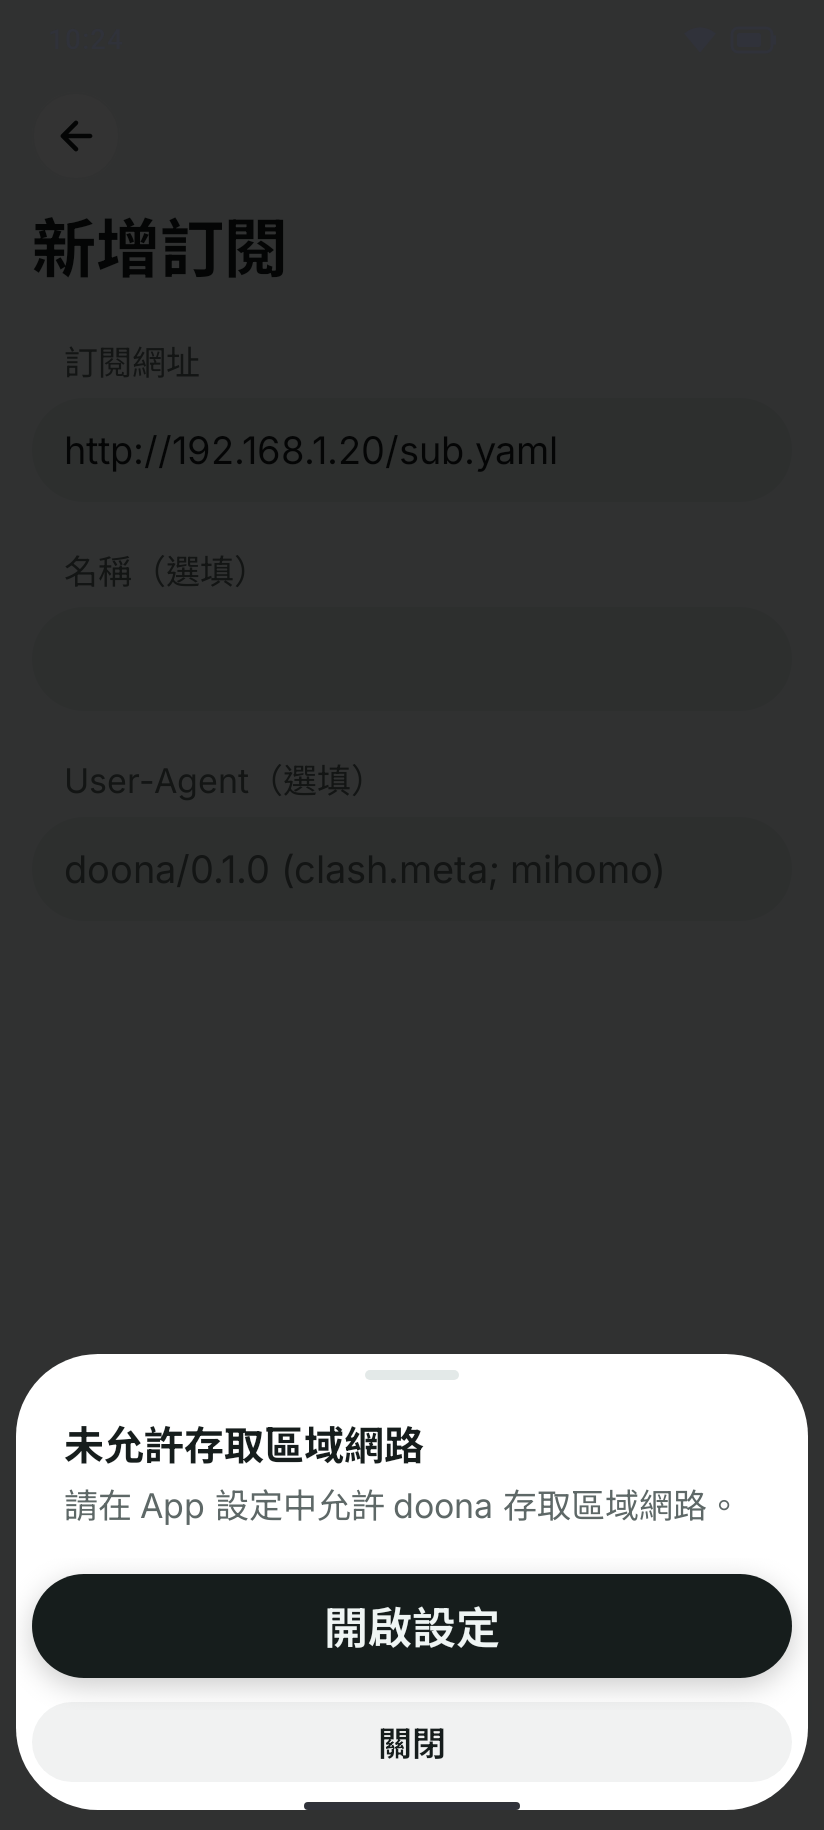 新增訂閱
訂閱網址
http://192.168.1.20/sub.yaml
名稱（選填）
User-Agent（選填）
doona/0.1.0 (clash.meta; mihomo)
未允許存取區域網路
請在 App 設定中允許 doona 存取區域網路。
開啟設定
關閉